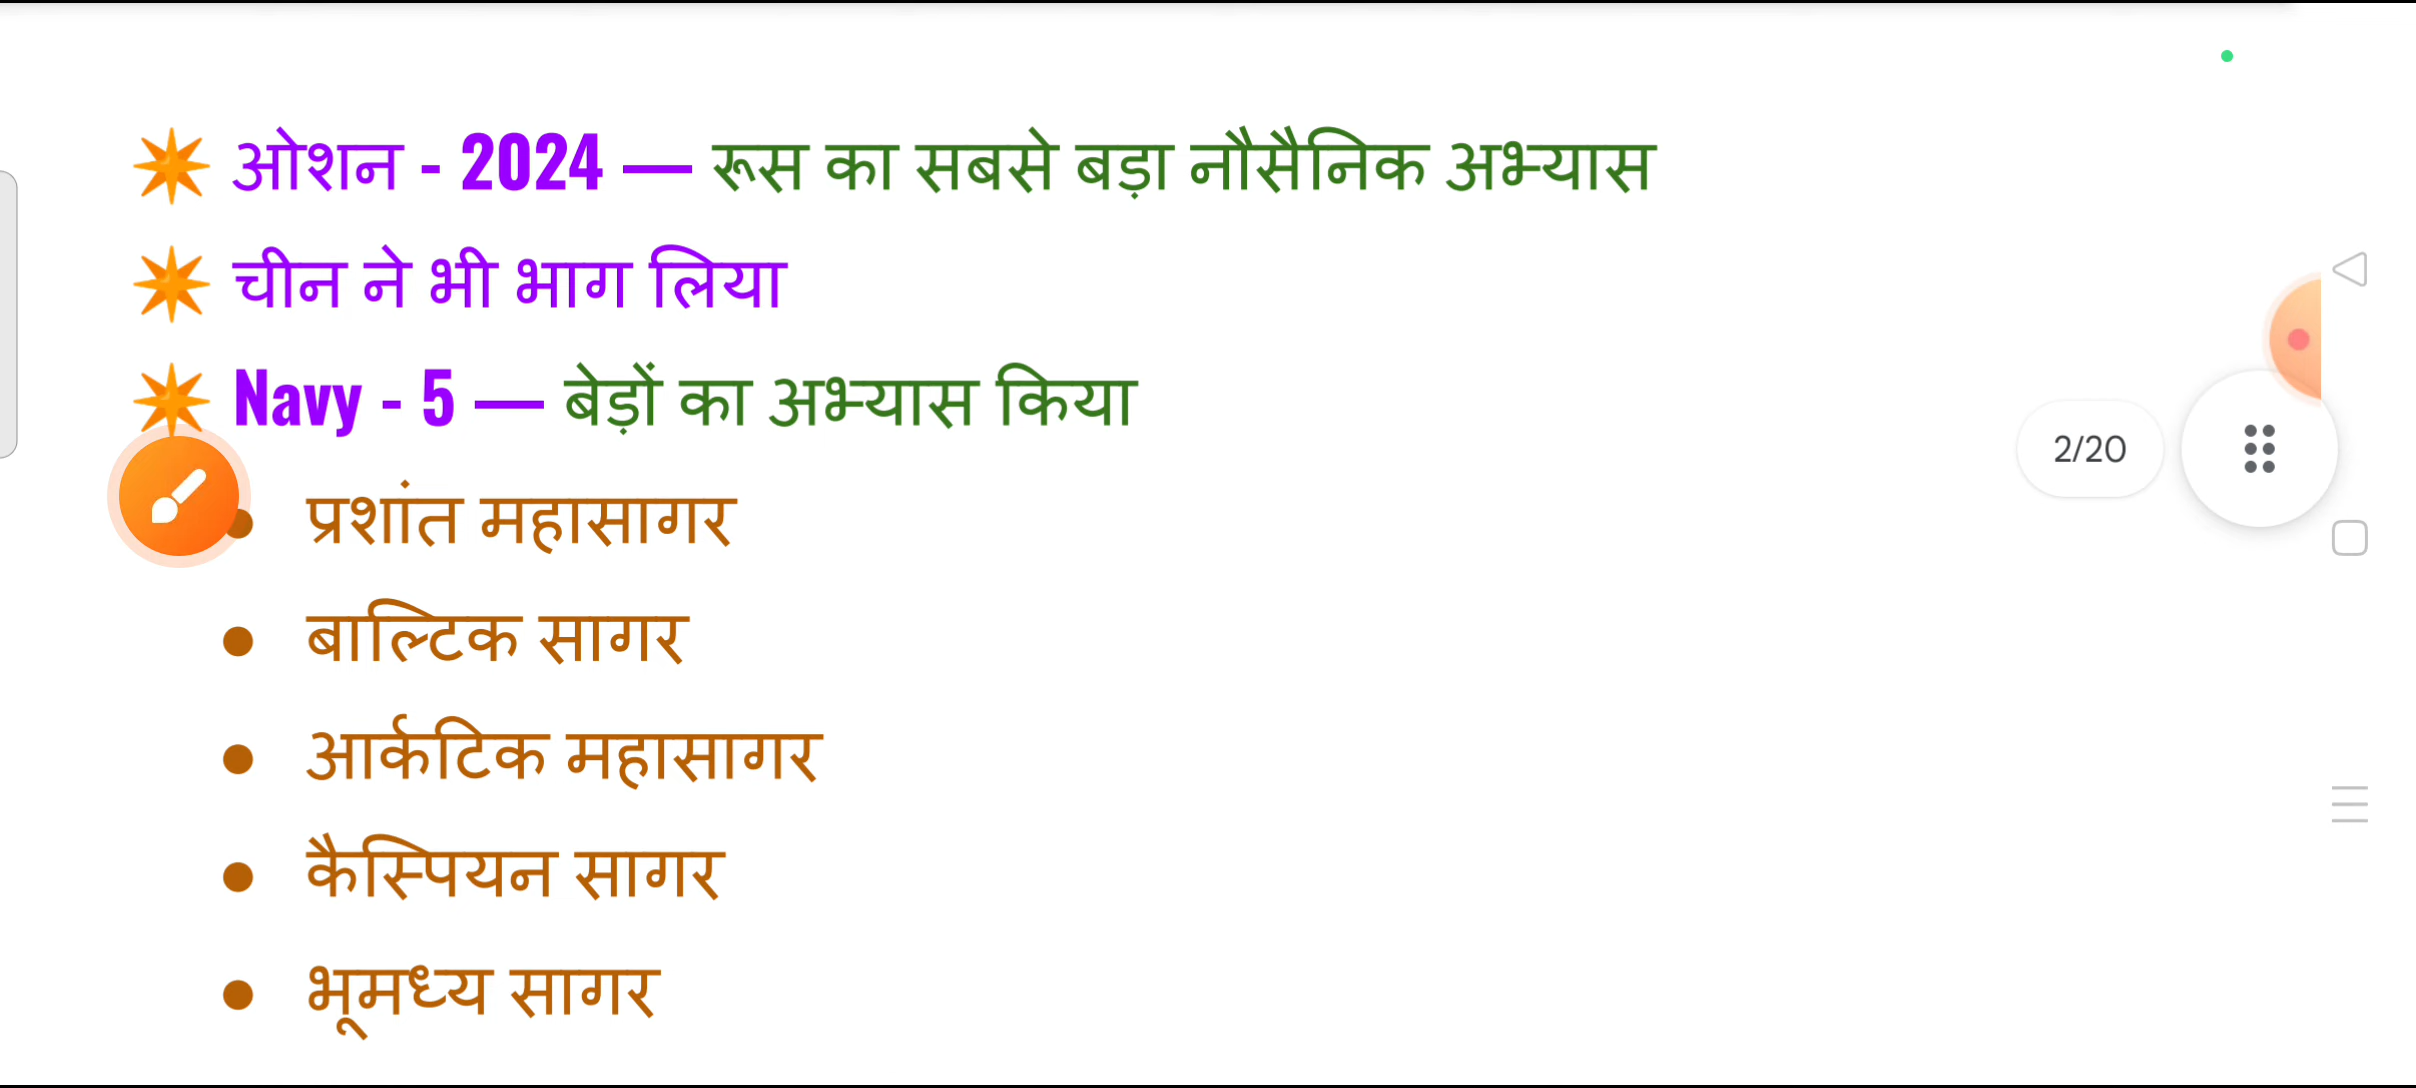 ओशन - 2024 — रूस का सबसे बड़ा नौसैनिक अभ्यास
चीन ने भी भाग लिया
Navy - 5 — बेड़ों का अभ्यास किया
2/20
प्रशांत महासागर
बाल्टिक सागर
आर्कटिक महासागर
कैस्पियन सागर
भूमध्य सागर